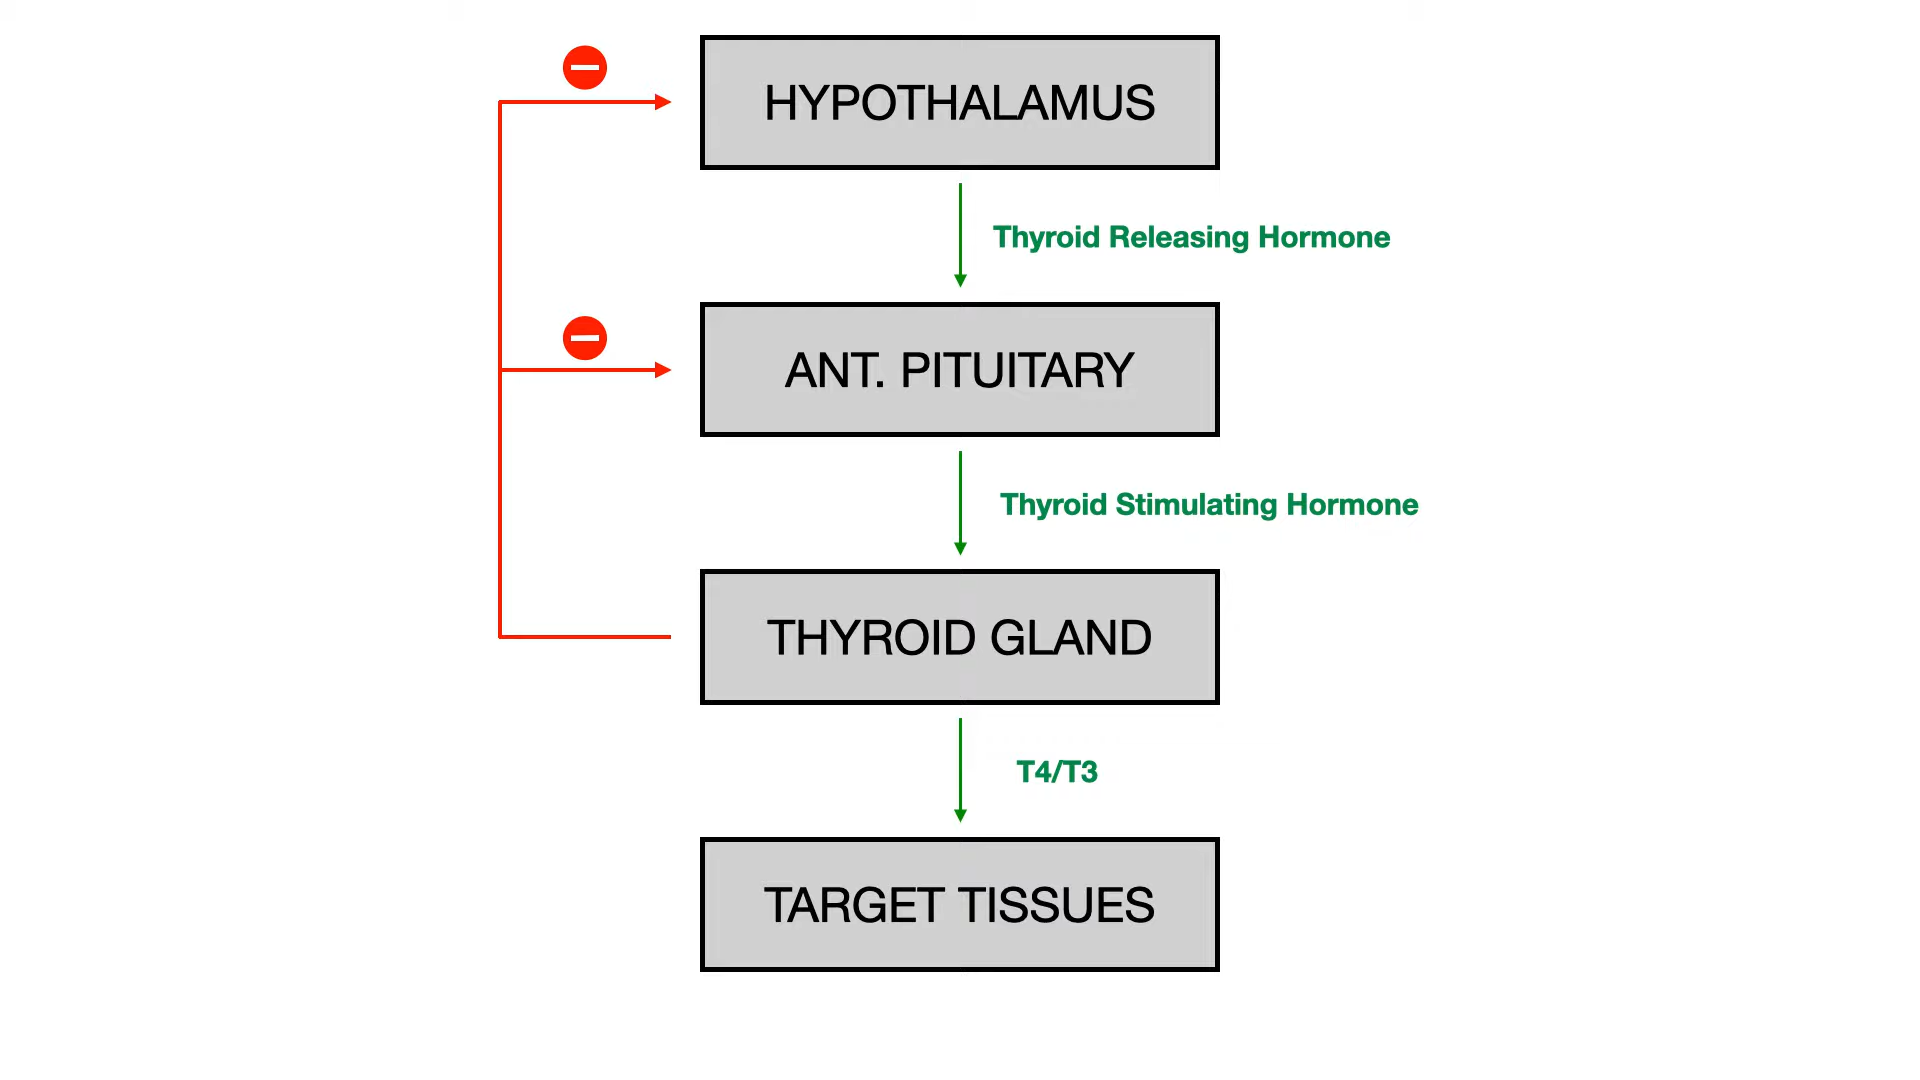 HYPOTHALAMUS
Thyroid Releasing Hormone
ANT. PITUITARY
Thyroid Stimulating Hormone
THYROID GLAND
T4/T3
TARGET TISSUES